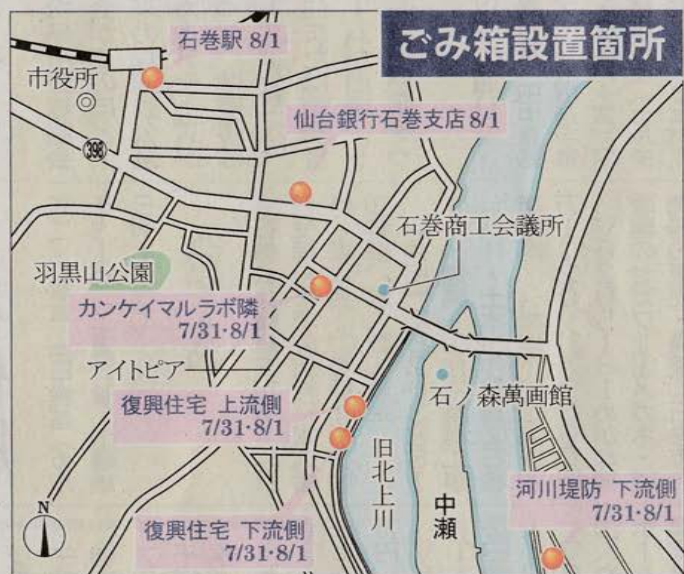 ごみ箱設置箇所
石巻駅 8/1
市役所
398
仙台銀行石巻支店 8/1
石巻商工会議所
羽黒山公園
カンケイマルラボ隣
7/31·8/1
アイトピア
石ノ森萬画館
復興住宅 上流側
7/31·8/1
旧北上川
中瀬
河川堤防 下流側
7/31·8/1
復興住宅 下流側
7/31·8/1
N